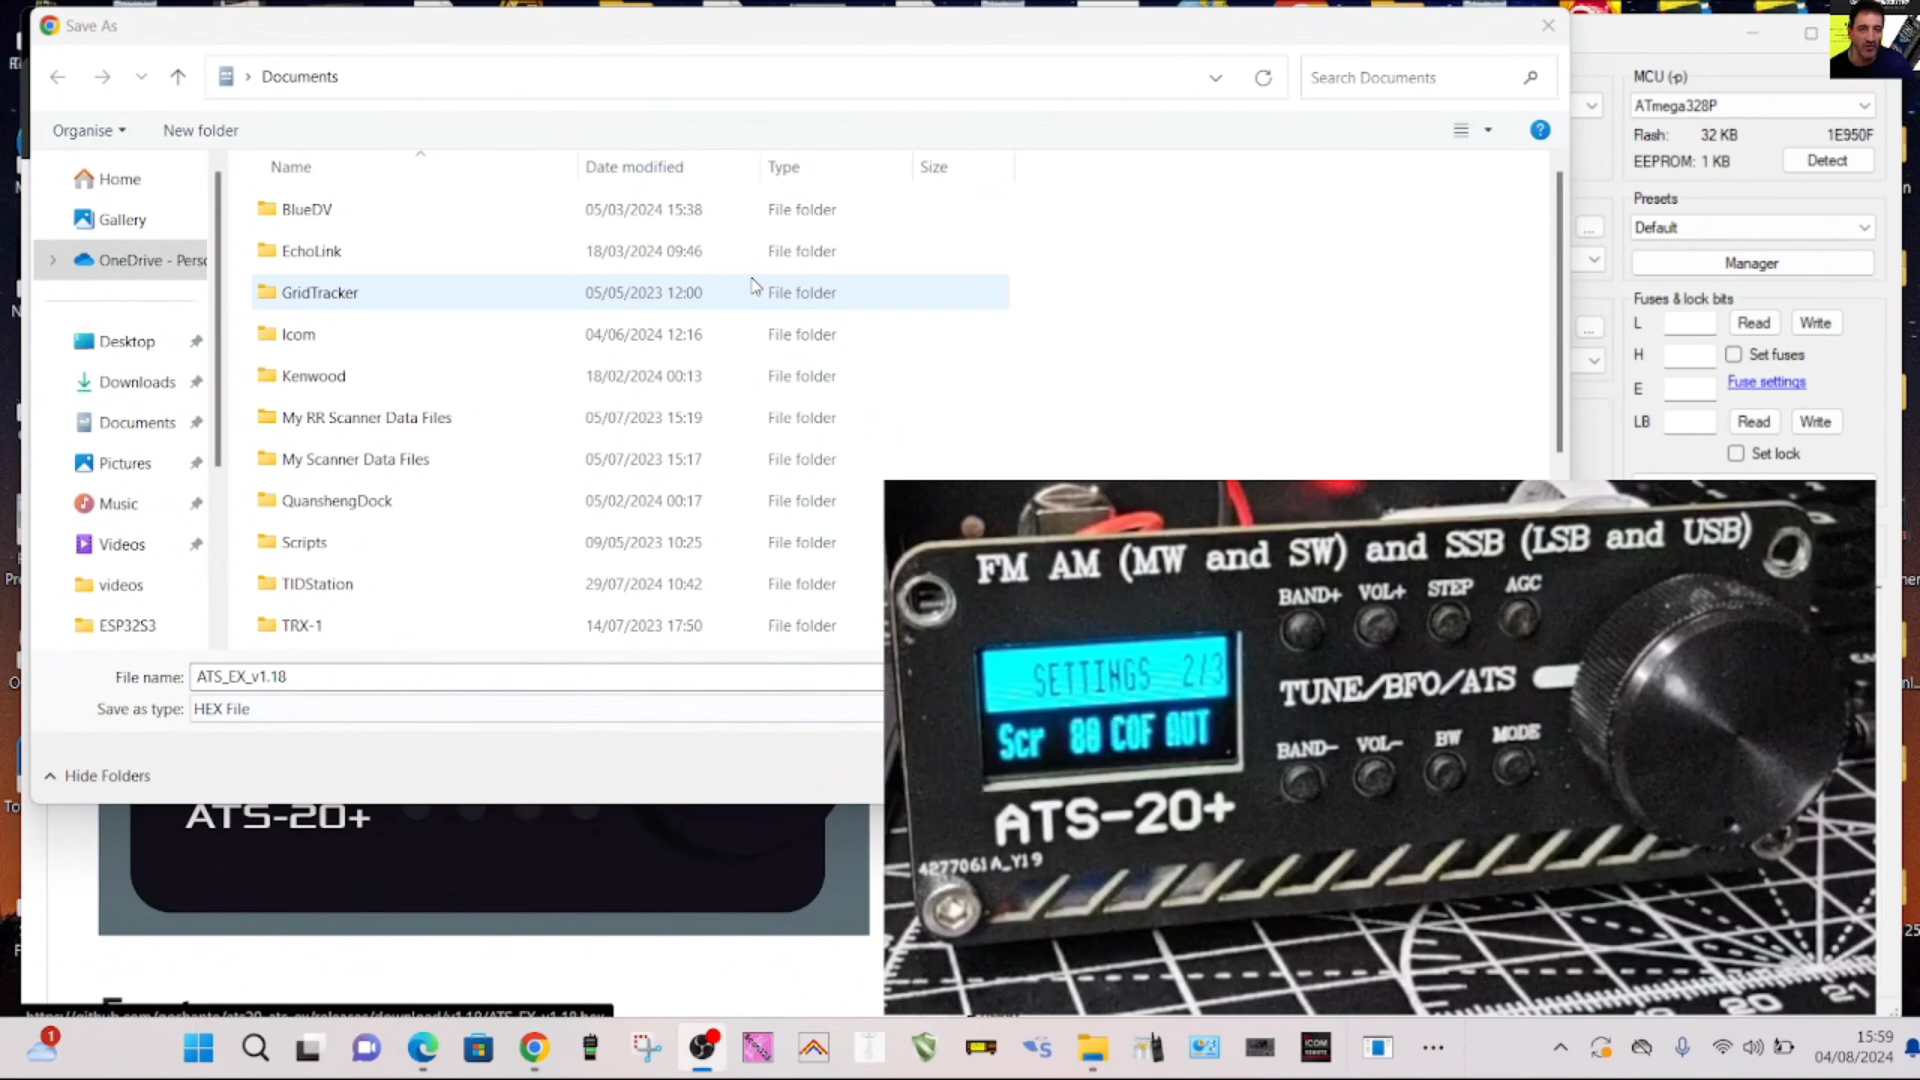 Save As
Documents
Search Documents
Organise
New folder
Name
Date modified
Type
Size
Home
Gallery
OneDrive - Perso
Desktop
Downloads
Documents
Pictures
Music
Videos
videos
ESP32S3
BlueDV 05/03/2024 15:38 File folder
EchoLink 18/03/2024 09:46 File folder
GridTracker 05/05/2023 12:00 File folder
Icom 04/06/2024 12:16 File folder
Kenwood 18/02/2024 00:13 File folder
My RR Scanner Data Files 05/07/2023 15:19 File folder
My Scanner Data Files 05/07/2023 15:17 File folder
QuanshengDock 05/02/2024 00:17 File folder
Scripts 09/05/2023 10:25 File folder
TIDStation 29/07/2024 10:42 File folder
TRX-1 14/07/2023 17:50 File folder
File name: ATS_EX_v1.18
Save as type: HEX File
Hide Folders
MCU (-p)
ATmega328P
Flash: 32 KB 1E950F
EEPROM: 1 KB Detect
Presets
Default
Manager
Fuses & lock bits
L Read Write
H Set fuses
E Fuse settings
LB Read Write
Set lock
FM AM (MW and SW) and SSB (LSB and USB)
BAND+ VOL+ STEP AGC
SETTINGS 2/3
Scr 80 COF AUT
TUNE/BFO/ATS
BAND- VOL- BW MODE
ATS-20+
4277061A_Y19
20 21
ATS-20+
15:59
04/08/2024